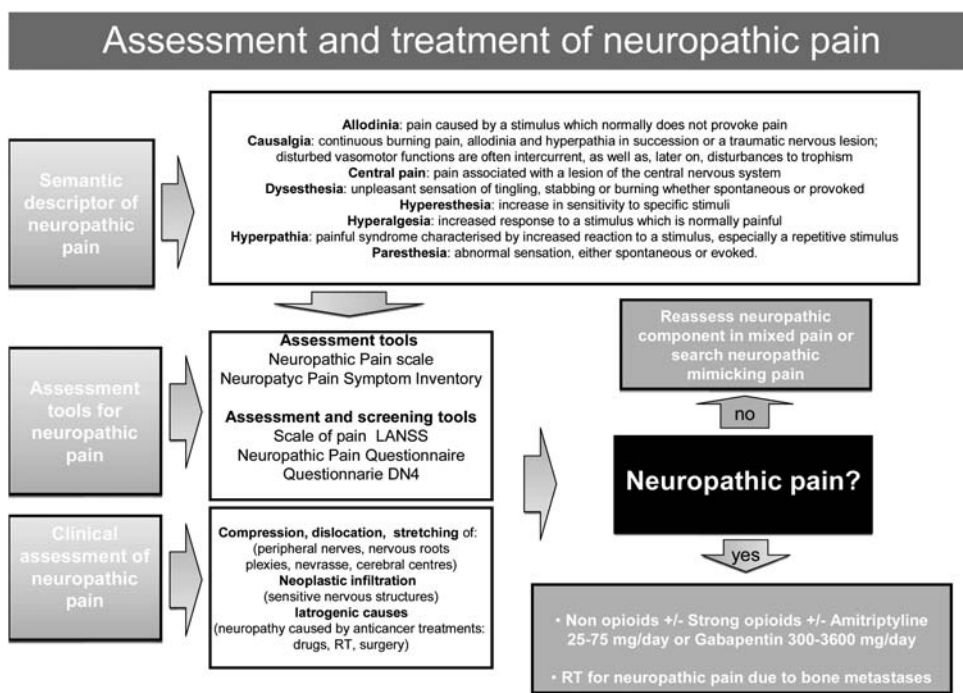 Assessment and treatment of neuropathic pain
Semantic
descriptor of
neuropathic
pain
Allodinia: pain caused by a stimulus which normally does not provoke pain
Causalgia: continuous burning pain, allodinia and hyperpathia in succession or a traumatic nervous lesion;
disturbed vasomotor functions are often intercurrent, as well as, later on, disturbances to trophism
Central pain: pain associated with a lesion of the central nervous system
Dysesthesia: unpleasant sensation of tingling, stabbing or burning whether spontaneous or provoked
Hyperesthesia: increase in sensitivity to specific stimuli
Hyperalgesia: increased response to a stimulus which is normally painful
Hyperpathia: painful syndrome characterised by increased reaction to a stimulus, especially a repetitive stimulus
Paresthesia: abnormal sensation, either spontaneous or evoked.
Assessment
tools for
neuropathic
pain
Assessment tools
Neuropathic Pain scale
Neuropatyc Pain Symptom Inventory
Assessment and screening tools
Scale of pain LANSS
Neuropathic Pain Questionnaire
Questionnarie DN4
Clinical
assessment of
neuropathic
pain
Compression, dislocation, stretching of:
(peripheral nerves, nervous roots
plexies, nevrasse, cerebral centres)
Neoplastic infiltration
(sensitive nervous structures)
Iatrogenic causes
(neuropathy caused by anticancer treatments:
drugs, RT, surgery)
Reassess neuropathic
component in mixed pain or
search neuropathic
mimicking pain
no
Neuropathic pain?
yes
• Non opioids +/- Strong opioids +/- Amitriptyline
25-75 mg/day or Gabapentin 300-3600 mg/day
• RT for neuropathic pain due to bone metastases